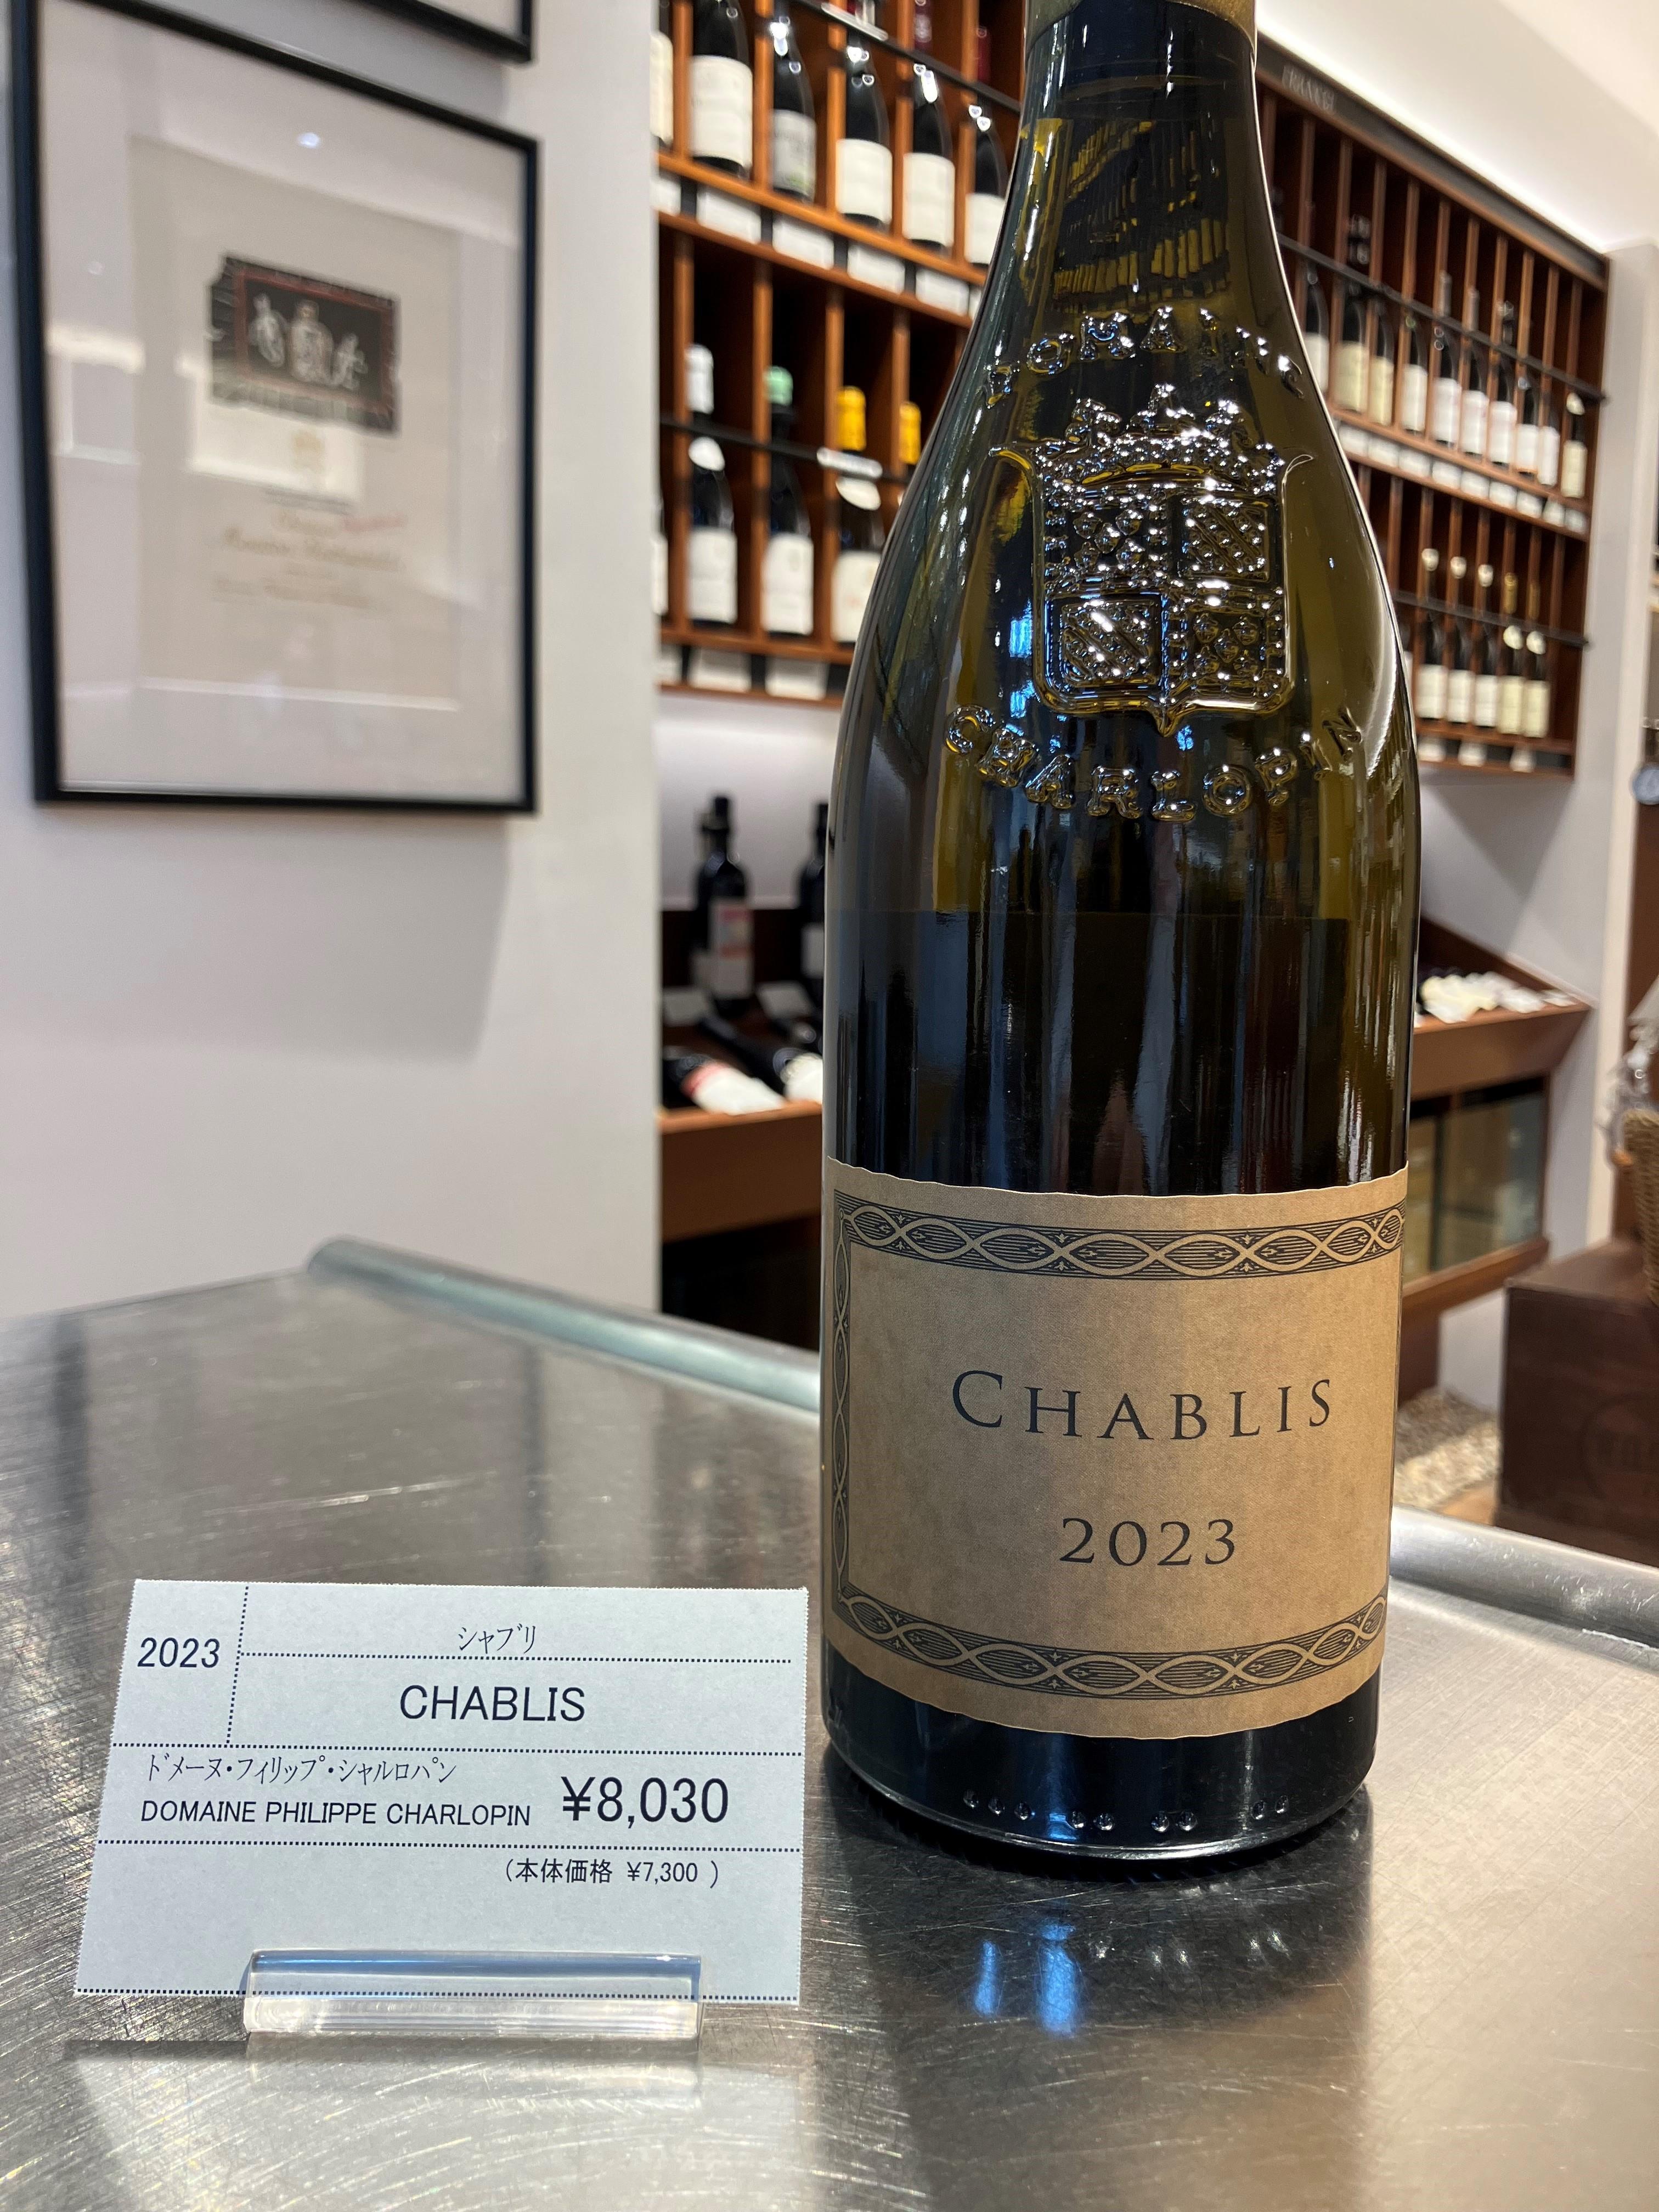 DOMAINE
CHARLOPIN
CHABLIS
2023
2023
シャブリ
CHABLIS
ドメーヌ・フィリップ・シャルロパン
DOMAINE PHILIPPE CHARLOPIN
¥8,030
(本体価格 ¥7,300 )